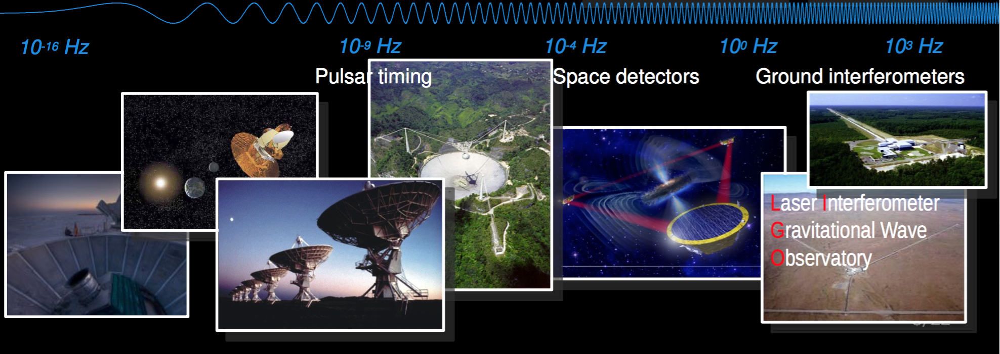 10-16 Hz 10-9 Hz 10-4 Hz 100 Hz 103 Hz
Pulsar timing Space detectors Ground interferometers
Laser Interferometer
Gravitational Wave
Observatory